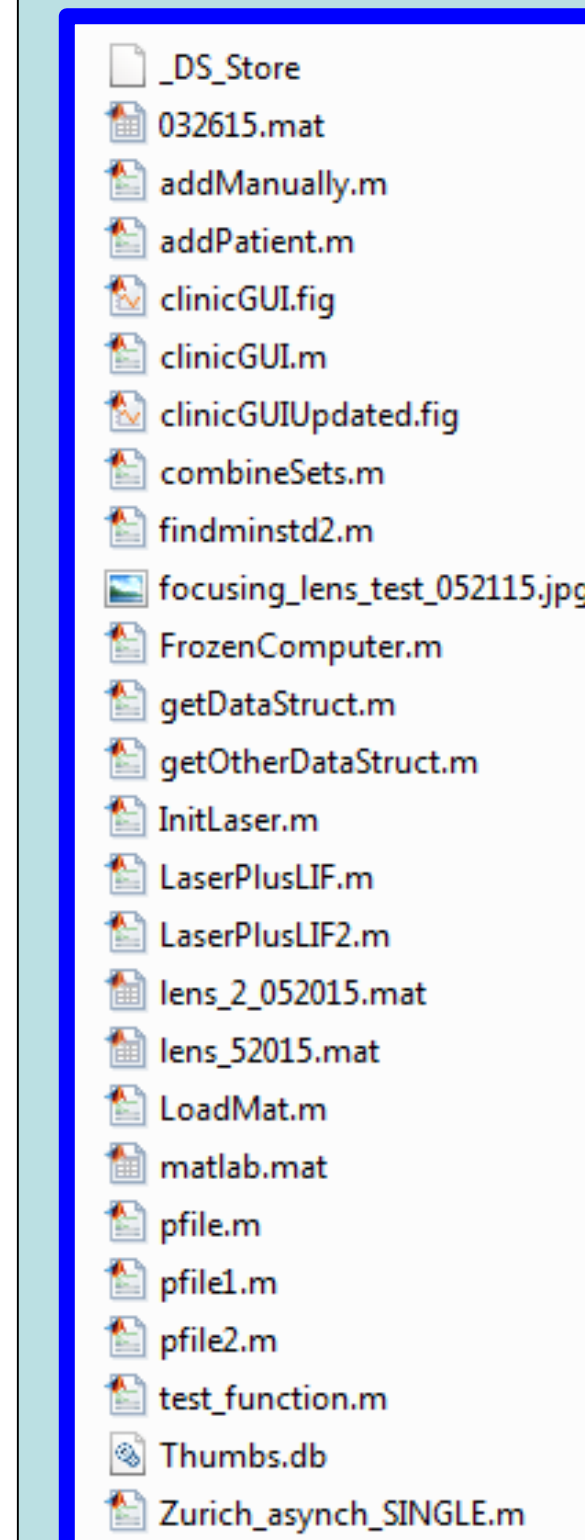 _DS_Store
032615.mat
addManually.m
addPatient.m
clinicGUI.fig
clinicGUI.m
clinicGUIUpdated.fig
combineSets.m
findminstd2.m
focusing_lens_test_052115.jpg
FrozenComputer.m
getDataStruct.m
getOtherDataStruct.m
InitLaser.m
LaserPlusLIF.m
LaserPlusLIF2.m
lens_2_052015.mat
lens_52015.mat
LoadMat.m
matlab.mat
pfile.m
pfile1.m
pfile2.m
test_function.m
Thumbs.db
Zurich_asynch_SINGLE.m